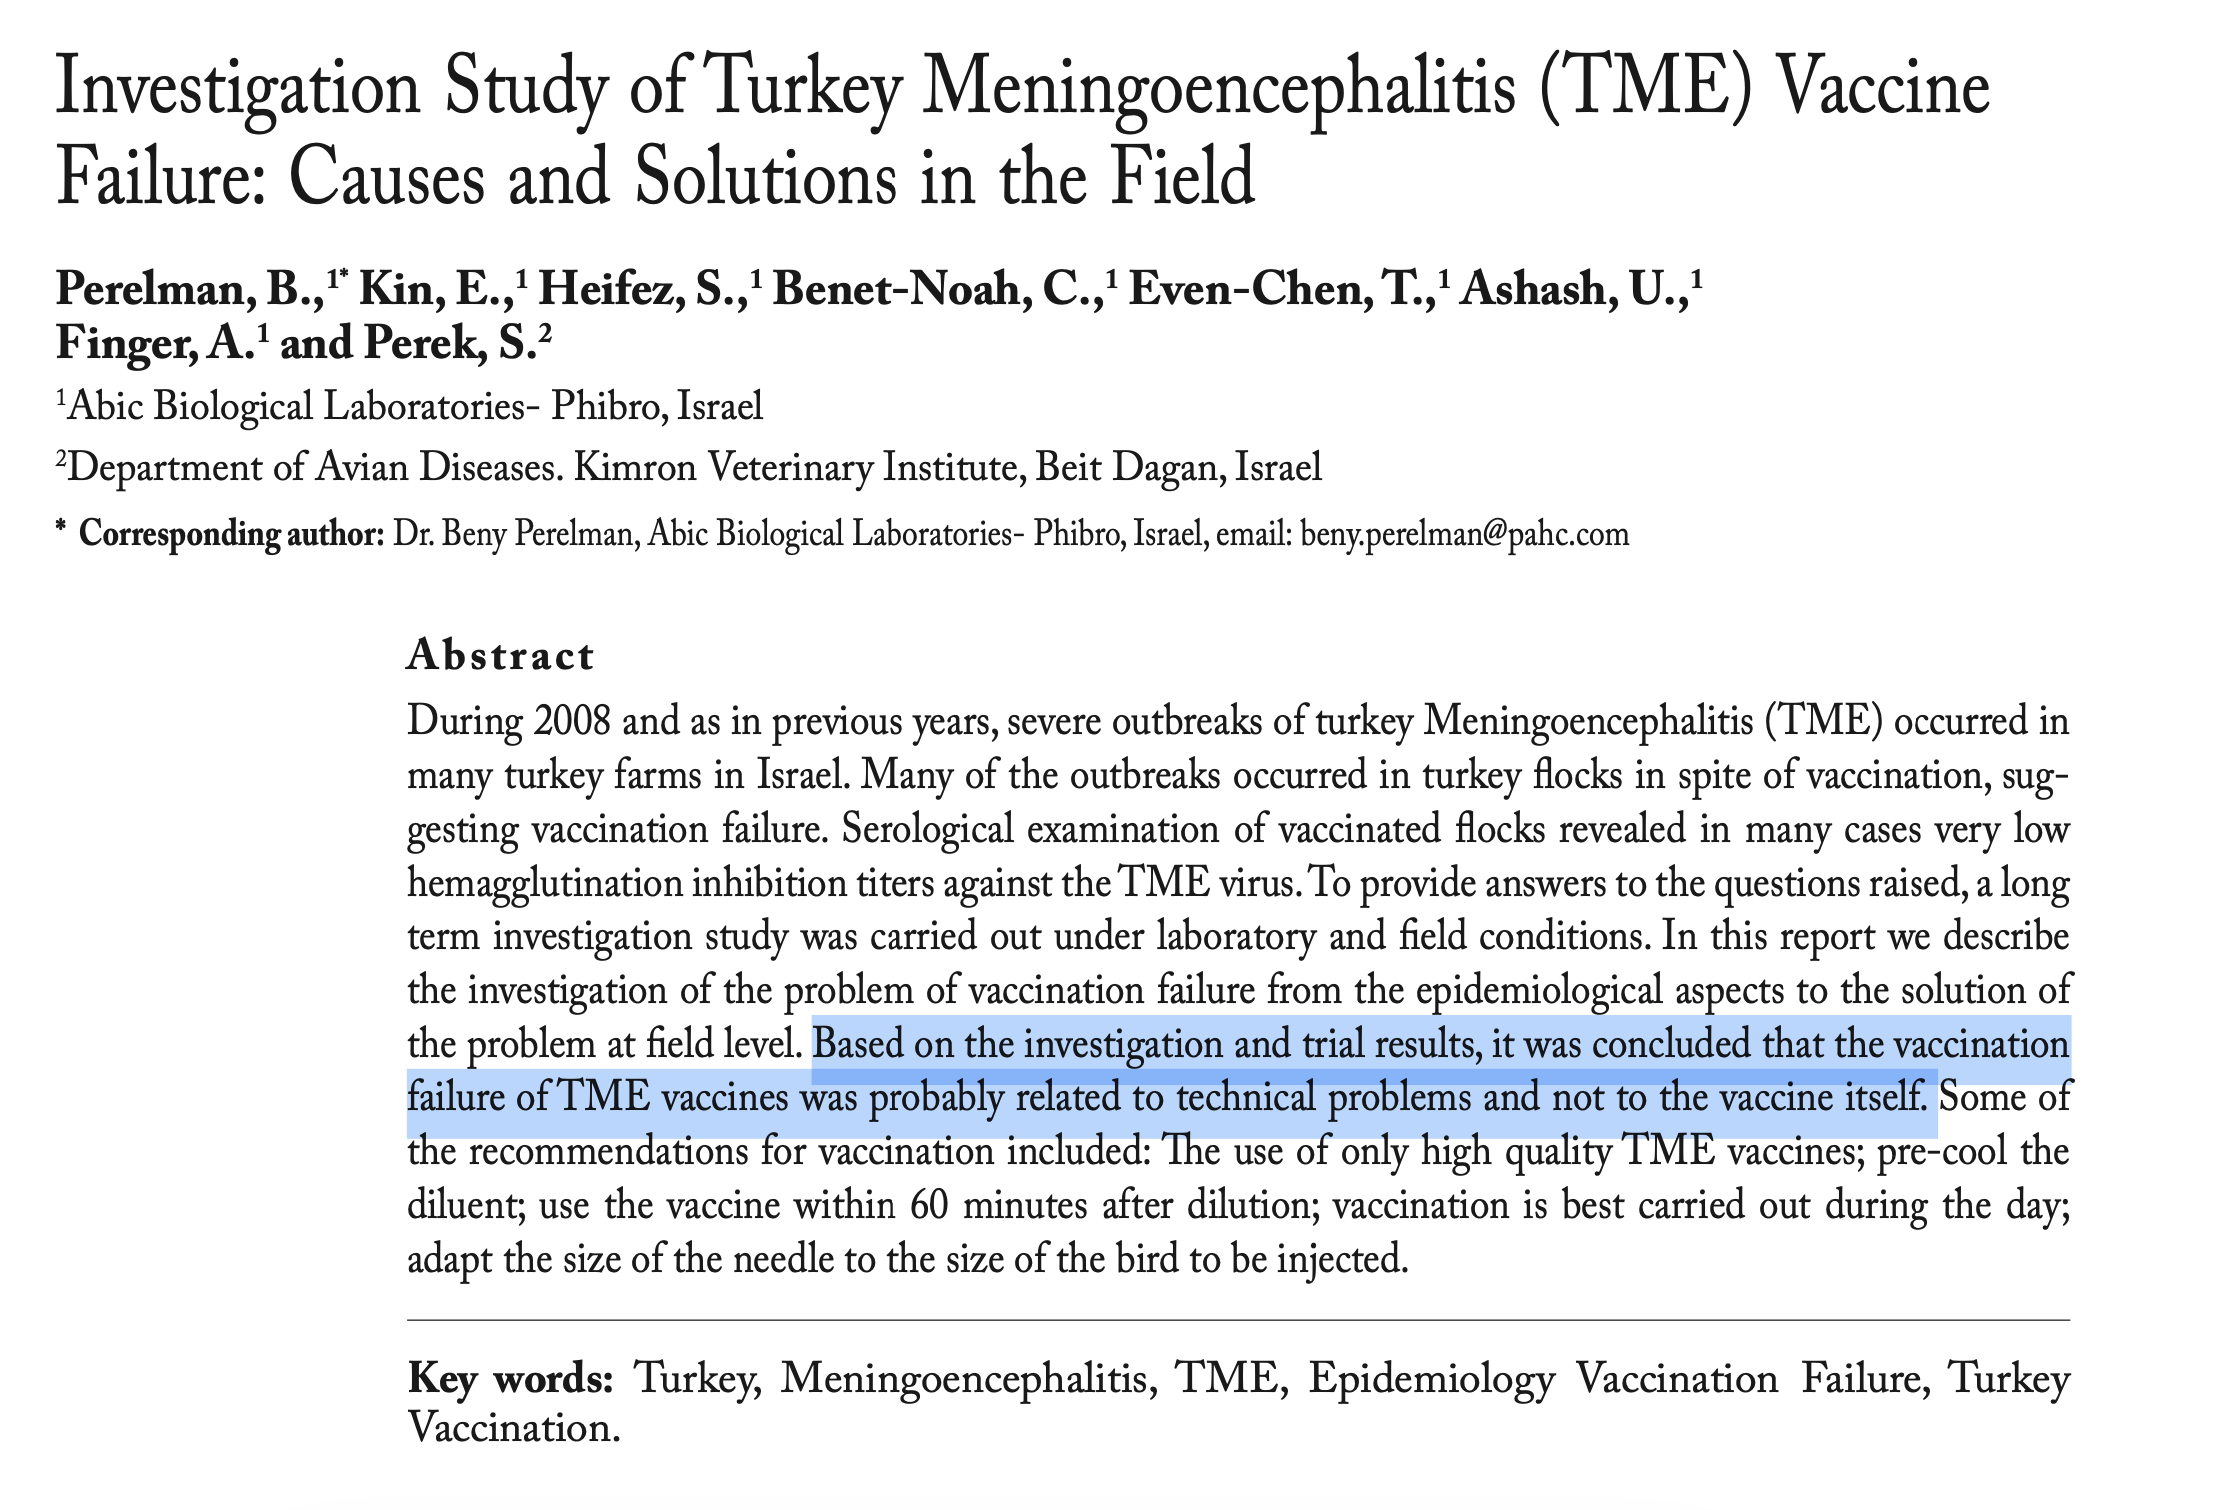 Investigation Study of Turkey Meningoencephalitis (TME) Vaccine
Failure: Causes and Solutions in the Field
Perelman, B.,¹* Kin, E.,¹ Heifez, S.,¹ Benet-Noah, C.,¹ Even-Chen, T.,¹ Ashash, U.,¹
Finger, A.¹ and Perek, S.²
¹Abic Biological Laboratories- Phibro, Israel
²Department of Avian Diseases. Kimron Veterinary Institute, Beit Dagan, Israel
* Corresponding author: Dr. Beny Perelman, Abic Biological Laboratories- Phibro, Israel, email: beny.perelman@pahc.com
Abstract
During 2008 and as in previous years, severe outbreaks of turkey Meningoencephalitis (TME) occurred in
many turkey farms in Israel. Many of the outbreaks occurred in turkey flocks in spite of vaccination, sug-
gesting vaccination failure. Serological examination of vaccinated flocks revealed in many cases very low
hemagglutination inhibition titers against the TME virus. To provide answers to the questions raised, a long
term investigation study was carried out under laboratory and field conditions. In this report we describe
the investigation of the problem of vaccination failure from the epidemiological aspects to the solution of
the problem at field level. Based on the investigation and trial results, it was concluded that the vaccination
failure of TME vaccines was probably related to technical problems and not to the vaccine itself. Some of
the recommendations for vaccination included: The use of only high quality TME vaccines; pre-cool the
diluent; use the vaccine within 60 minutes after dilution; vaccination is best carried out during the day;
adapt the size of the needle to the size of the bird to be injected.
Key words: Turkey, Meningoencephalitis, TME, Epidemiology Vaccination Failure, Turkey
Vaccination.